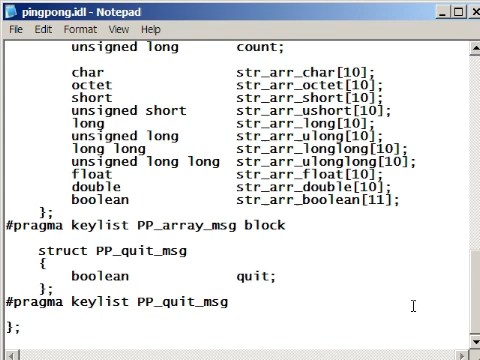 pingpong.idl - Notepad
File Edit Format View Help
unsigned long count;
char str_arr_char[10];
octet str_arr_octet[10];
short str_arr_short[10];
unsigned short str_arr_ushort[10];
long str_arr_long[10];
unsigned long str_arr_ulong[10];
long long str_arr_longlong[10];
unsigned long long str_arr_ulonglong[10];
float str_arr_float[10];
double str_arr_double[10];
boolean str_arr_boolean[11];
};
#pragma keylist PP_array_msg block
struct PP_quit_msg
{
boolean quit;
};
#pragma keylist PP_quit_msg
};